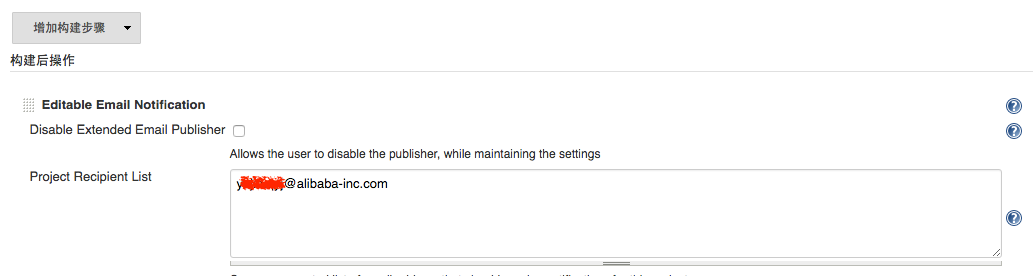 增加构建步骤
构建后操作
Editable Email Notification
Disable Extended Email Publisher
Allows the user to disable the publisher, while maintaining the settings
Project Recipient List
@alibaba-inc.com